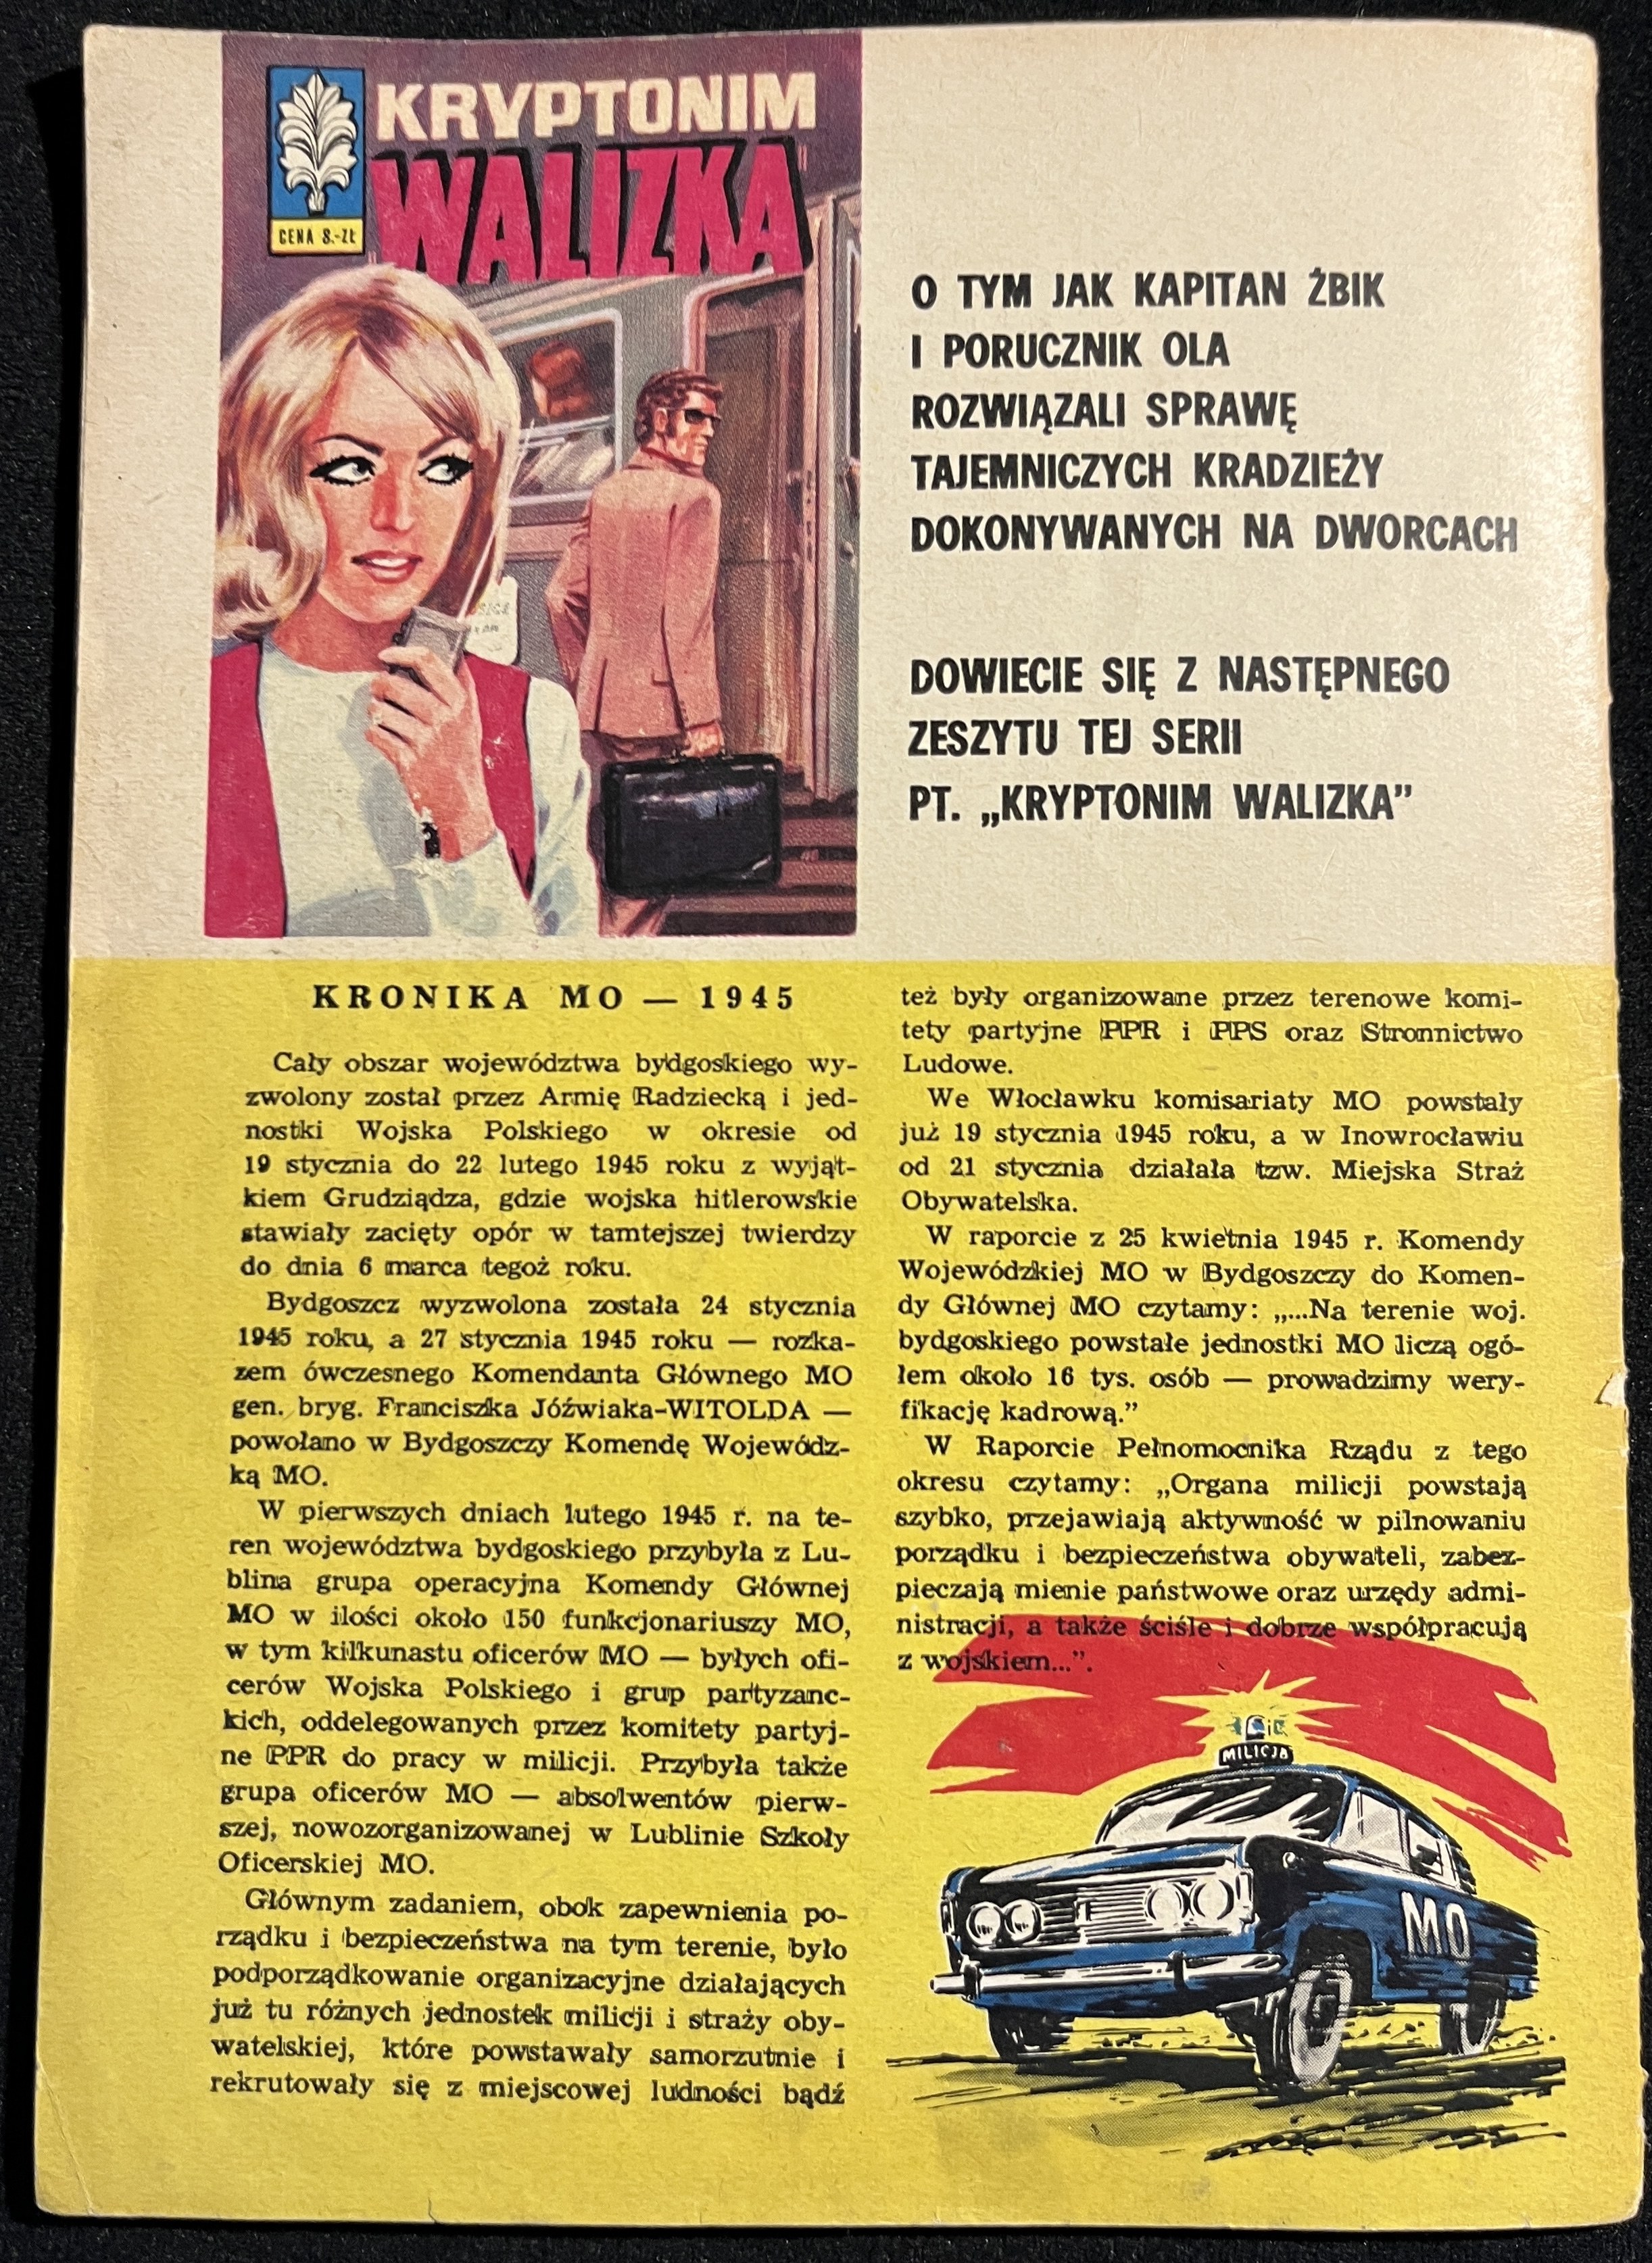 KRYPTONIM
WALIZKA
CENA 8.-ZŁ
O TYM JAK KAPITAN ŻBIK
I PORUCZNIK OLA
ROZWIĄZALI SPRAWĘ
TAJEMNICZYCH KRADZIEŻY
DOKONYWANYCH NA DWORCACH
DOWIECIE SIĘ Z NASTĘPNEGO
ZESZYTU TEJ SERII
PT. „KRYPTONIM WALIZKA”
KRONIKA MO — 1945
Cały obszar województwa bydgoskiego wy-
zwolony został przez Armię Radziecką i jed-
nostki Wojska Polskiego w okresie od
19 stycznia do 22 lutego 1945 roku z wyjąt-
kiem Grudziądza, gdzie wojska hitlerowskie
stawiały zacięty opór w tamtejszej twierdzy
do dnia 6 marca tegoż roku.
Bydgoszcz wyzwolona została 24 stycznia
1945 roku, a 27 stycznia 1945 roku — rozka-
zem ówczesnego Komendanta Głównego MO
gen. bryg. Franciszka Jóźwiaka-WITOLDA —
powołano w Bydgoszczy Komendę Wojewódz-
ką MO.
W pierwszych dniach lutego 1945 r. na te-
ren województwa bydgoskiego przybyła z Lu-
blina grupa operacyjna Komendy Głównej
MO w ilości około 150 funkcjonariuszy MO,
w tym kilkunastu oficerów MO — byłych ofi-
cerów Wojska Polskiego i grup partyzanc-
kich, oddelegowanych przez komitety partyj-
ne PPR do pracy w milicji. Przybyła także
grupa oficerów MO — absolwentów pierw-
szej, nowozorganizowanej w Lublinie Szkoły
Oficerskiej MO.
Głównym zadaniem, obok zapewnienia po-
rządku i bezpieczeństwa na tym terenie, było
podporządkowanie organizacyjne działających
już tu różnych jednostek milicji i straży oby-
watelskiej, które powstawały samorzutnie i
rekrutowały się z miejscowej ludności bądź
też były organizowane przez terenowe komi-
tety partyjne PPR i PPS oraz Stronnictwo
Ludowe.
We Włocławku komisariaty MO powstały
już 19 stycznia 1945 roku, a w Inowrocławiu
od 21 stycznia działała tzw. Miejska Straż
Obywatelska.
W raporcie z 25 kwietnia 1945 r. Komendy
Wojewódzkiej MO w Bydgoszczy do Komen-
dy Głównej MO czytamy: „...Na terenie woj.
bydgoskiego powstałe jednostki MO liczą ogó-
łem około 16 tys. osób — prowadzimy wery-
fikację kadrową.”
W Raporcie Pełnomocnika Rządu z tego
okresu czytamy: „Organa milicji powstają
szybko, przejawiają aktywność w pilnowaniu
porządku i bezpieczeństwa obywateli, zabez-
pieczają mienie państwowe oraz urzędy admi-
nistracji, a także ściśle i dobrze współpracują
z wojskiem...”.
MILICJA
MO